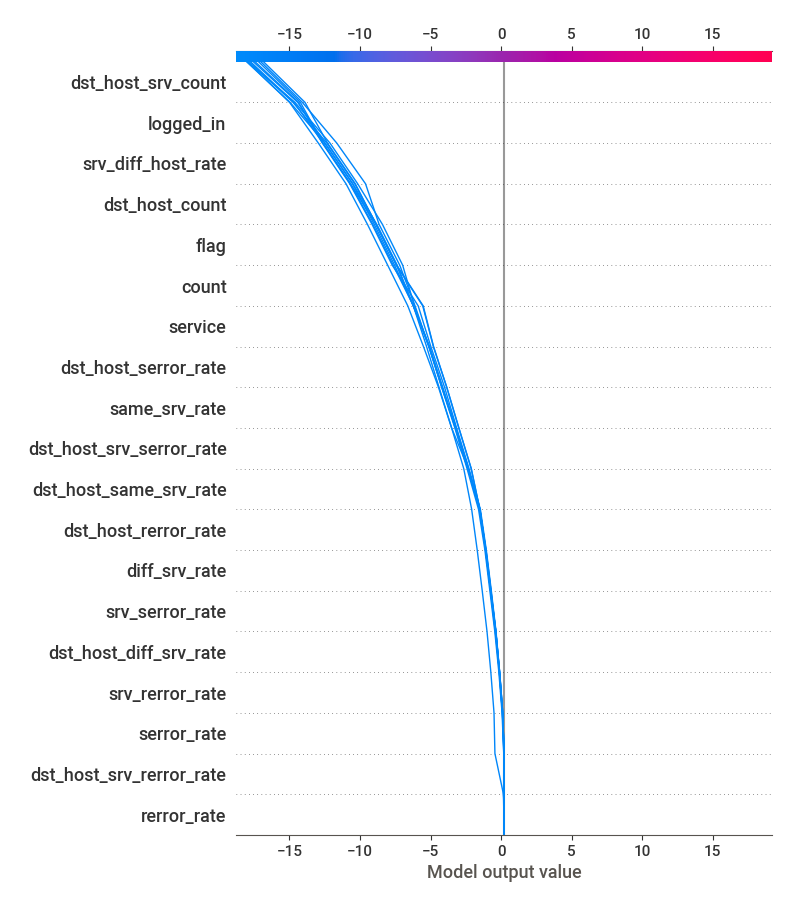 −15 −10 −5 0 5 10 15
dst_host_srv_count
logged_in
srv_diff_host_rate
dst_host_count
flag
count
service
dst_host_serror_rate
same_srv_rate
dst_host_srv_serror_rate
dst_host_same_srv_rate
dst_host_rerror_rate
diff_srv_rate
srv_serror_rate
dst_host_diff_srv_rate
srv_rerror_rate
serror_rate
dst_host_srv_rerror_rate
rerror_rate
−15 −10 −5 0 5 10 15
Model output value